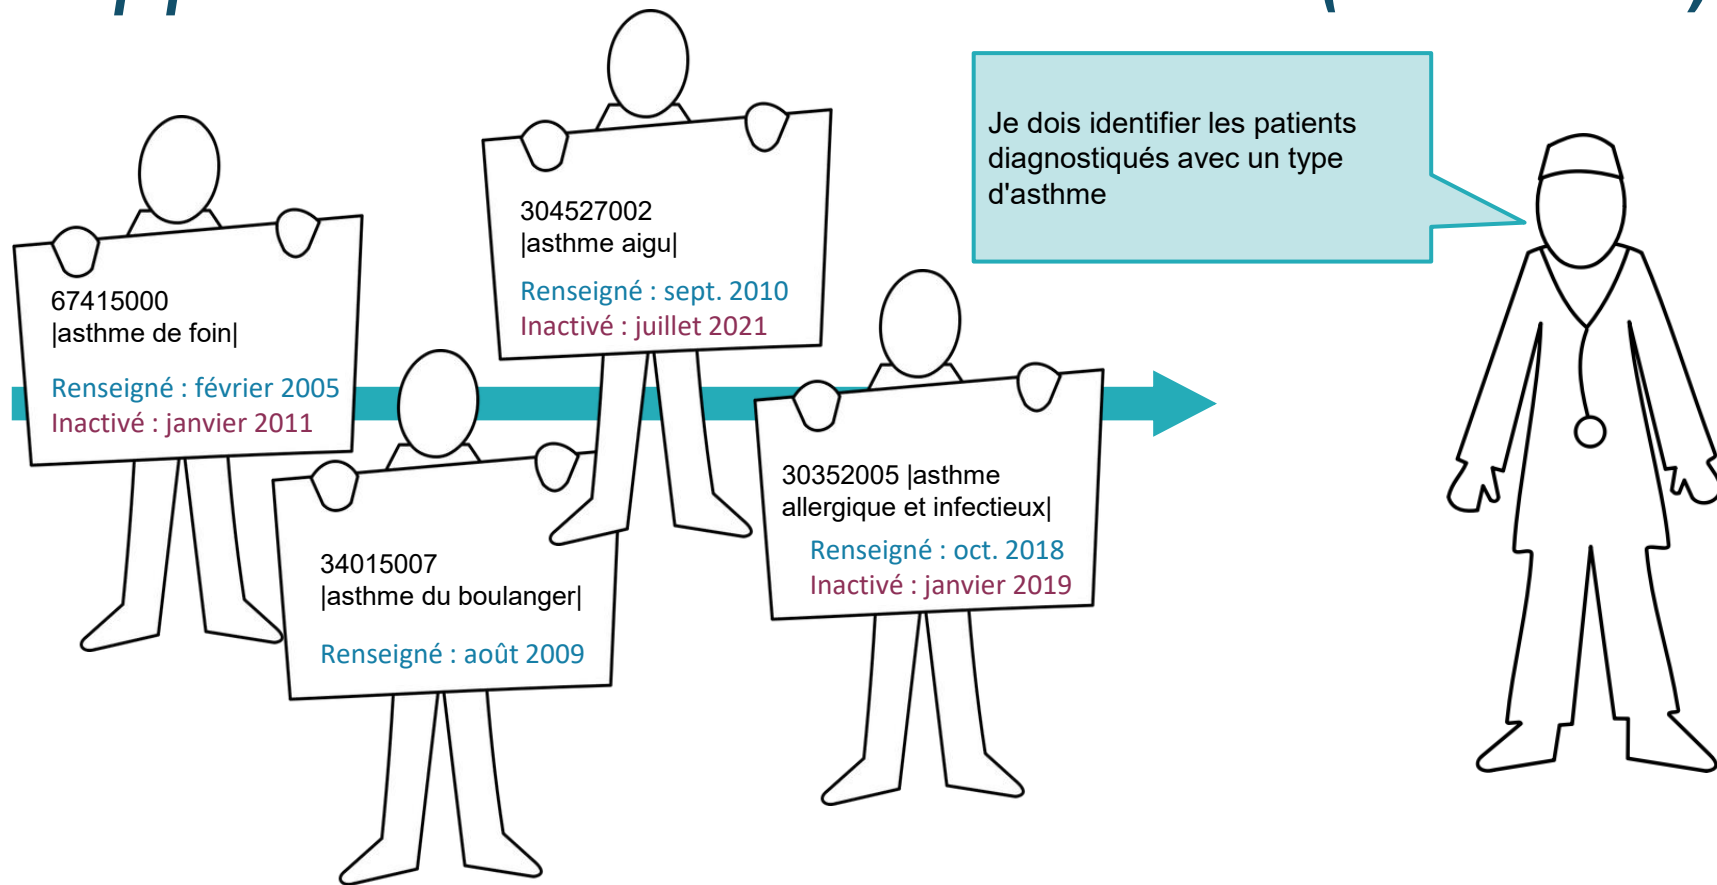 67415000
|asthme de foin|
Renseigné : février 2005
Inactivé : janvier 2011
34015007
|asthme du boulanger|
Renseigné : août 2009
304527002
|asthme aigu|
Renseigné : sept. 2010
Inactivé : juillet 2021
30352005 |asthme
allergique et infectieux|
Renseigné : oct. 2018
Inactivé : janvier 2019
Je dois identifier les patients
diagnostiqués avec un type
d'asthme